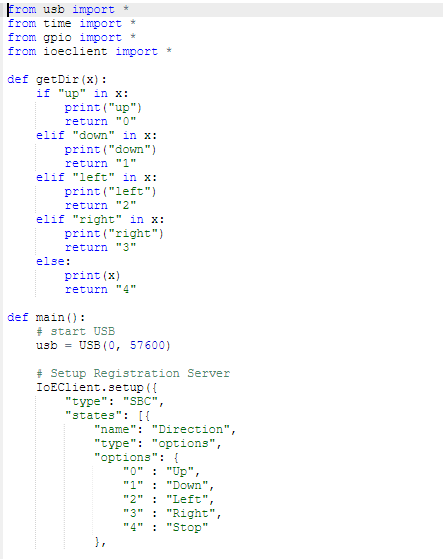 from usb import *
from time import *
from gpio import *
from ioeclient import *

def getDir(x):
    if "up" in x:
        print("up")
        return "0"
    elif "down" in x:
        print("down")
        return "1"
    elif "left" in x:
        print("left")
        return "2"
    elif "right" in x:
        print("right")
        return "3"
    else:
        print(x)
        return "4"

def main():
    # start USB
    usb = USB(0, 57600)

    # Setup Registration Server
    IoEClient.setup({
        "type": "SBC",
        "states": [{
            "name": "Direction",
            "type": "options",
            "options": {
                "0" : "Up",
                "1" : "Down",
                "2" : "Left",
                "3" : "Right",
                "4" : "Stop"
            },